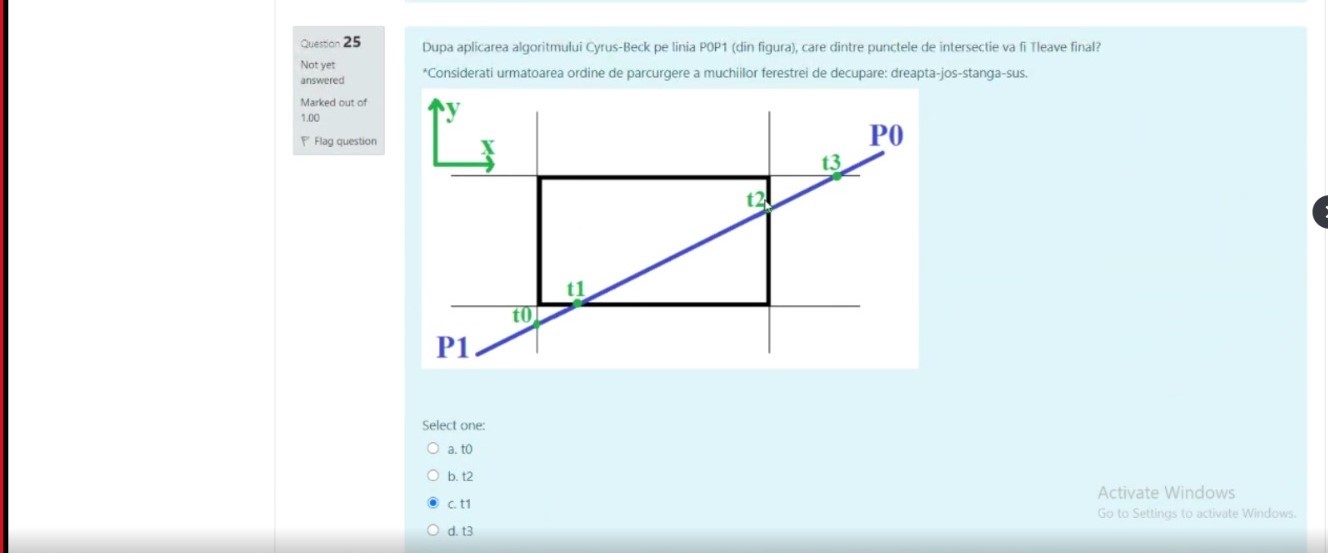 Question 25
Not yet
answered
Marked out of
1.00
Flag question
Dupa aplicarea algoritmului Cyrus-Beck pe linia P0P1 (din figura), care dintre punctele de intersectie va fi Tleave final?
*Considerati urmatoarea ordine de parcurgere a muchiilor ferestrei de decupare: dreapta-jos-stanga-sus.
y
x
P0
t3
t2
t1
t0
P1
Select one:
a. t0
b. t2
c. t1
d. t3
Activate Windows
Go to Settings to activate Windows.